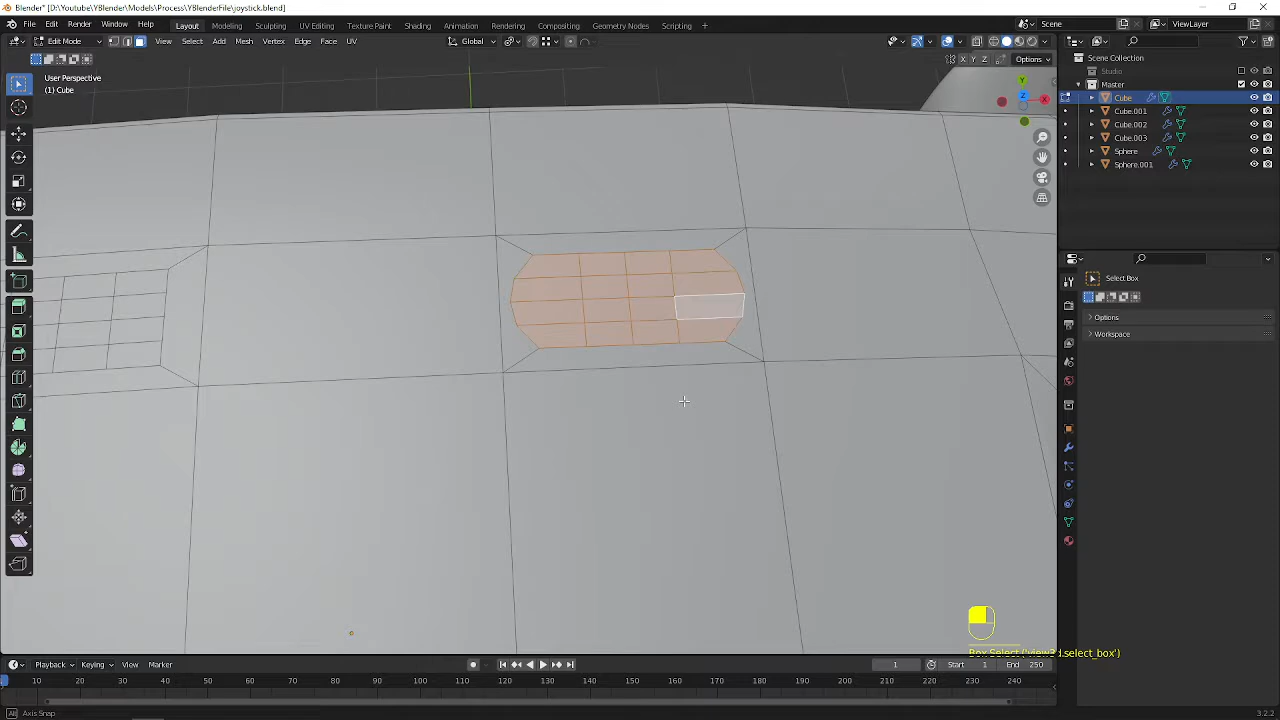 Blender* [D:\Youtube\YBlender\Models\Process\YBlenderFile\joystick.blend]
File Edit Render Window Help Layout Modeling Sculpting UV Editing Texture Paint Shading Animation Rendering Compositing Geometry Nodes Scripting + Scene ViewLayer
Edit Mode View Select Add Mesh Vertex Edge Face UV Global
X Y Z Options
User Perspective
(1) Cube
Y
Z
X
Scene Collection
Studio
Master
Cube
Cube.001
Cube.002
Cube.003
Sphere
Sphere.001
Select Box
Options
Workspace
Box Select ('view3d.select_box')
Playback Keying View Marker 1 Start 1 End 250
10 20 30 40 50 60 70 80 90 100 110 120 130 140 150 160 170 180 190 200 210 220 230 240
Axis Snap 3.2.2